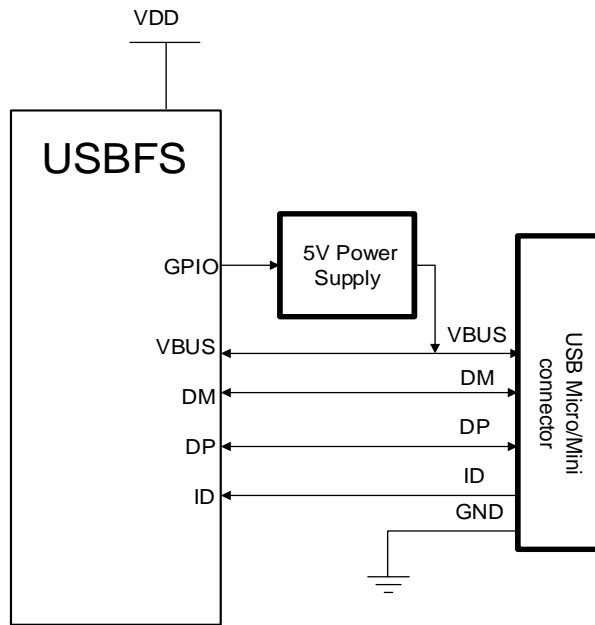 VDD
USBFS
GPIO
5V Power
Supply
VBUS
VBUS
DM
DM
DP
DP
ID
ID
GND
USB Micro/Mini
connector